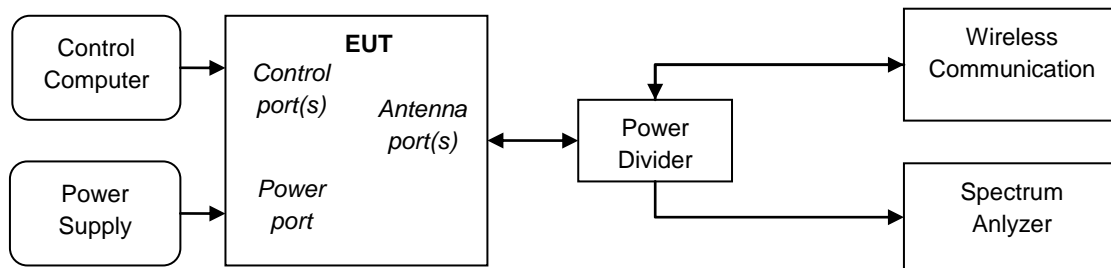 Control
Computer
Power
Supply
EUT
Control
port(s)
Antenna
port(s)
Power
port
Power
Divider
Wireless
Communication
Spectrum
Anlyzer